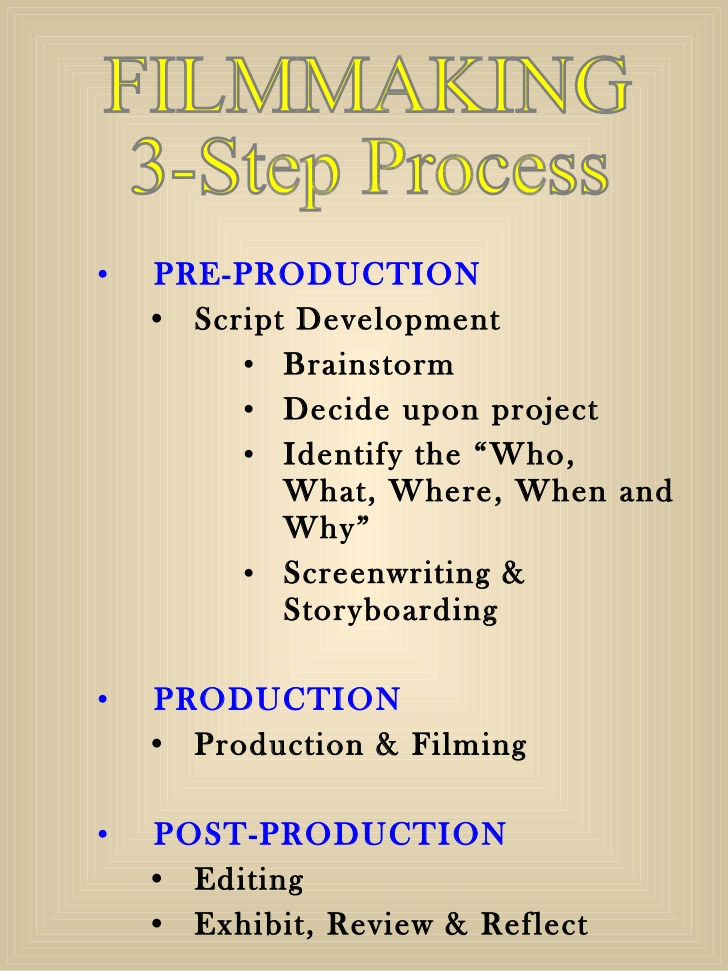 FILMMAKING
3-Step Process
• PRE-PRODUCTION
• Script Development
• Brainstorm
• Decide upon project
• Identify the “Who,
What, Where, When and
Why”
• Screenwriting &
Storyboarding
• PRODUCTION
• Production & Filming
• POST-PRODUCTION
• Editing
• Exhibit, Review & Reflect